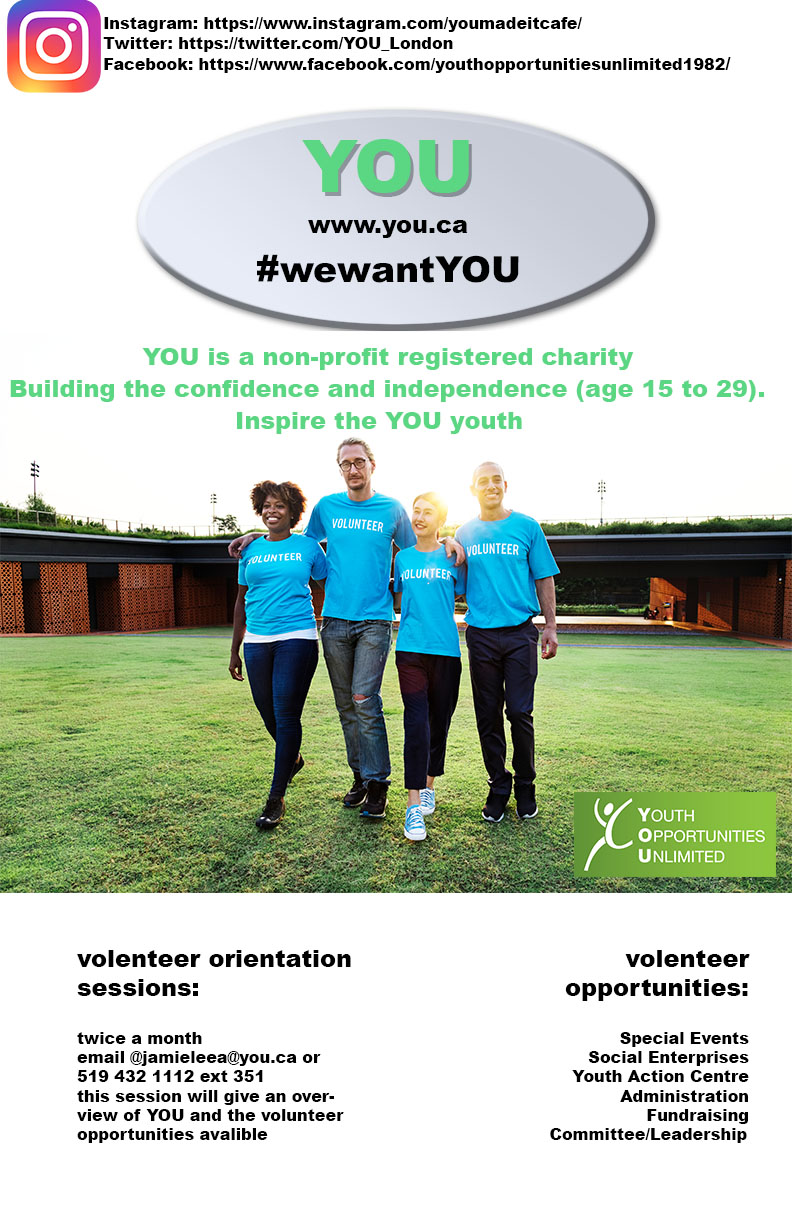 Instagram: https://www.instagram.com/youmadeitcafe/
Twitter: https://twitter.com/YOU_London
Facebook: https://www.facebook.com/youthopportunitiesunlimited1982/
YOU
www.you.ca
#wewantYOU
YOU is a non-profit registered charity
Building the confidence and independence (age 15 to 29).
Inspire the YOU youth
VOLUNTEER
VOLUNTEER
VOLUNTEER
VOLUNTEER
YOUTH
OPPORTUNITIES
UNLIMITED
volenteer orientation
sessions:
twice a month
email @jamieleea@you.ca or
519 432 1112 ext 351
this session will give an over-
view of YOU and the volunteer
opportunities avalible
volenteer
opportunities:
Special Events
Social Enterprises
Youth Action Centre
Administration
Fundraising
Committee/Leadership